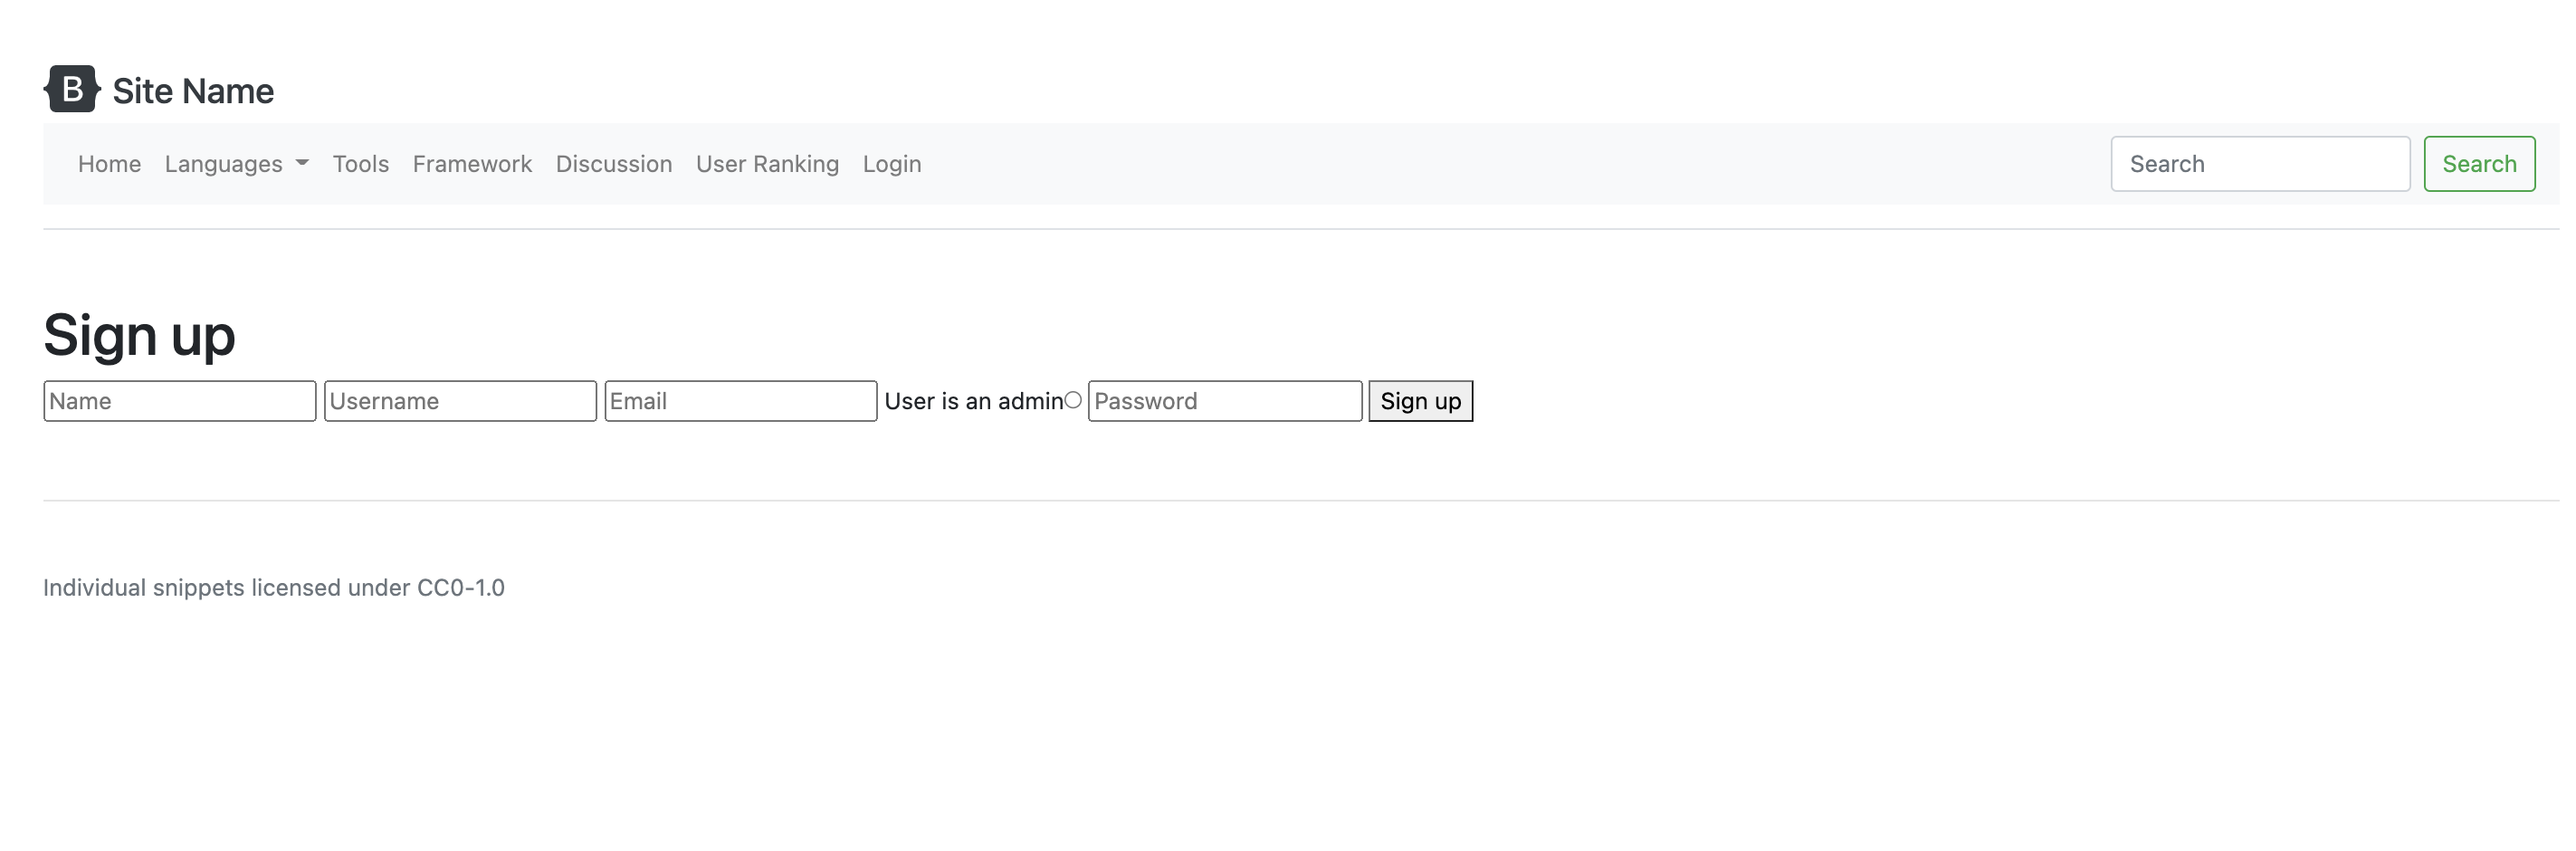 B Site Name
Home Languages Tools Framework Discussion User Ranking Login Search Search
Sign up
Name Username Email User is an admin Password Sign up
Individual snippets licensed under CC0-1.0